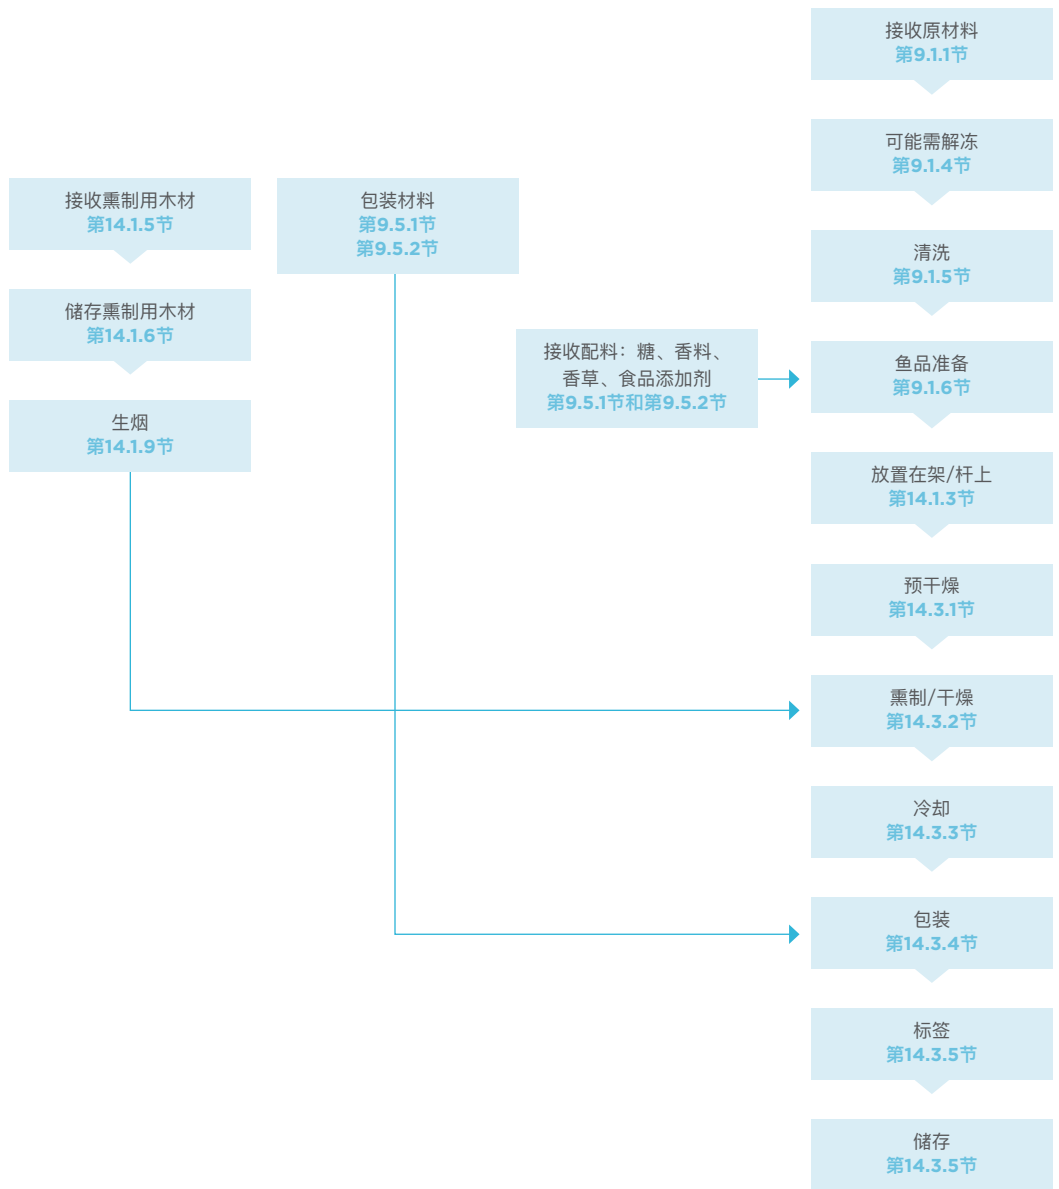 接收原材料
第9.1.1节
可能需解冻
第9.1.4节
接收熏制用木材
第14.1.5节
包装材料
第9.5.1节
第9.5.2节
清洗
第9.1.5节
储存熏制用木材
第14.1.6节
接收配料：糖、香料、
香草、食品添加剂
第9.5.1节和第9.5.2节
鱼品准备
第9.1.6节
生烟
第14.1.9节
放置在架/杆上
第14.1.3节
预干燥
第14.3.1节
熏制/干燥
第14.3.2节
冷却
第14.3.3节
包装
第14.3.4节
标签
第14.3.5节
储存
第14.3.5节